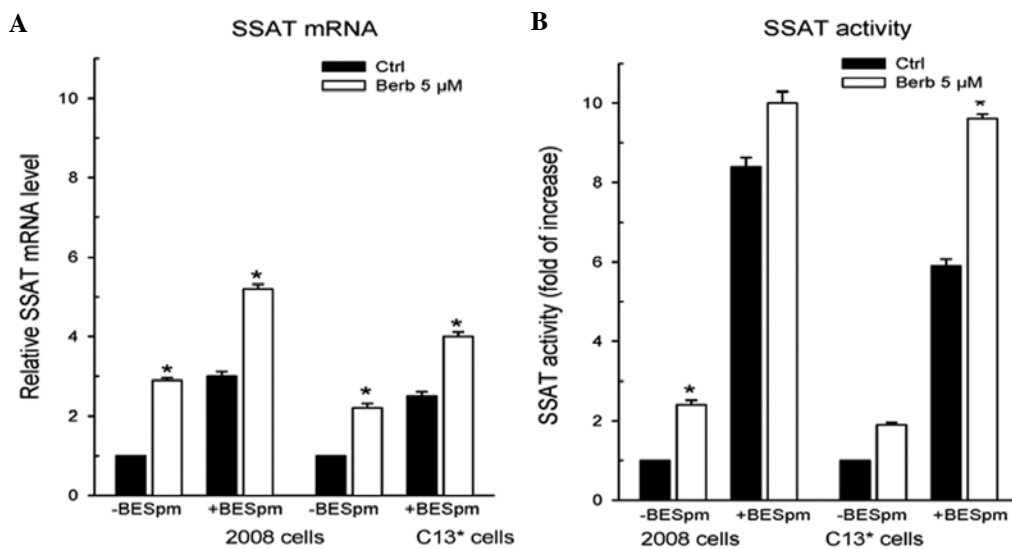 A
SSAT mRNA
Ctrl
Berb 5 µM
Relative SSAT mRNA level
10
8
6
4
2
0
*
*
*
*
-BESpm +BESpm -BESpm +BESpm
2008 cells C13* cells
B
SSAT activity
Ctrl
Berb 5 µM
SSAT activity (fold of increase)
10
8
6
4
2
0
*
*
-BESpm +BESpm -BESpm +BESpm
2008 cells C13* cells